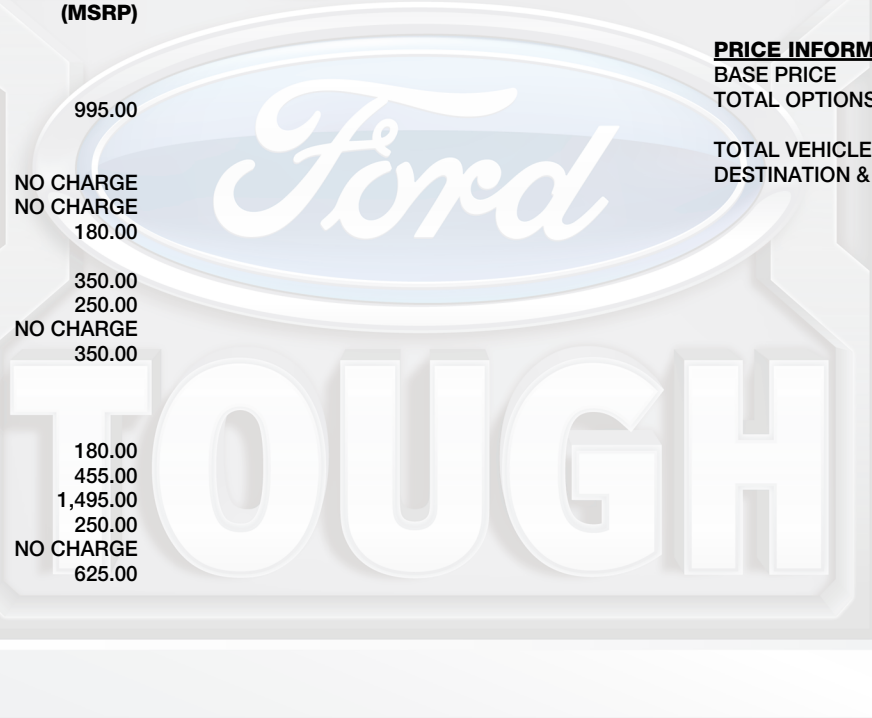 (MSRP)
995.00
NO CHARGE
NO CHARGE
180.00
350.00
250.00
NO CHARGE
350.00
180.00
455.00
1,495.00
250.00
NO CHARGE
625.00
PRICE INFORM
BASE PRICE
TOTAL OPTIONS
TOTAL VEHICLE
DESTINATION &
Ford
TOUGH